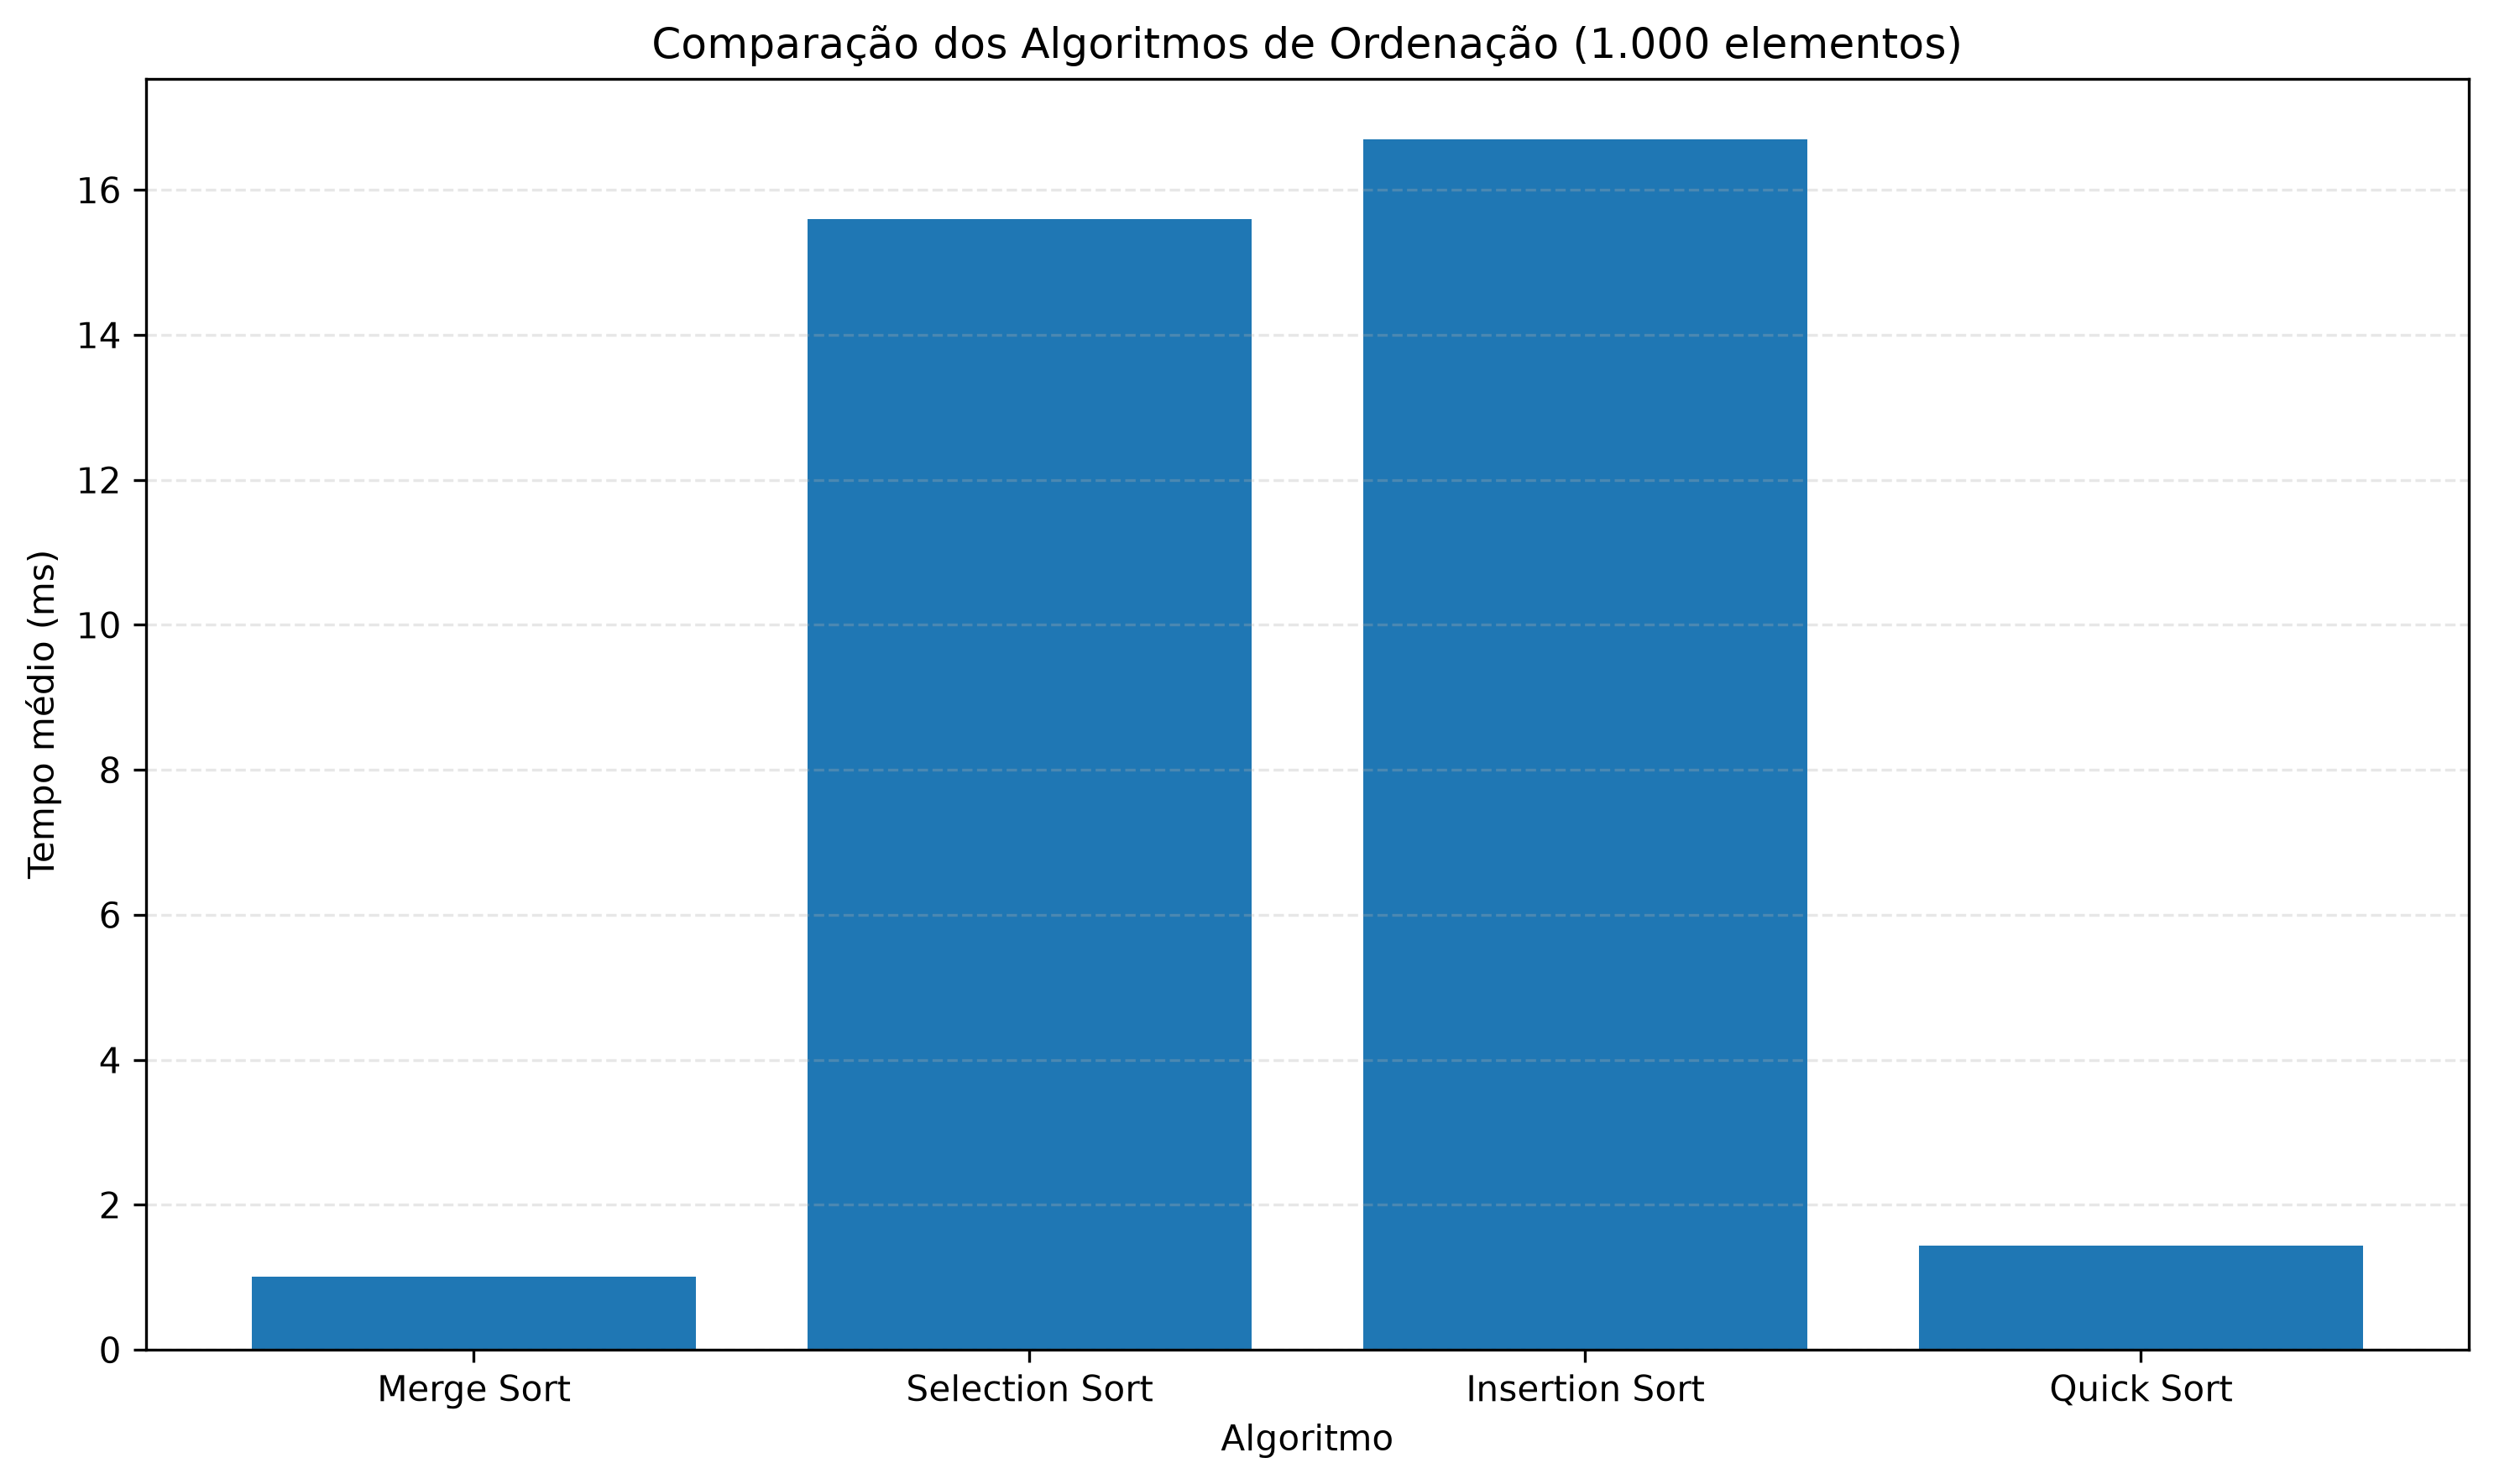 Comparação dos Algoritmos de Ordenação (1.000 elementos)
Tempo médio (ms)
16
14
12
10
8
6
4
2
0
Merge Sort
Selection Sort
Insertion Sort
Quick Sort
Algoritmo